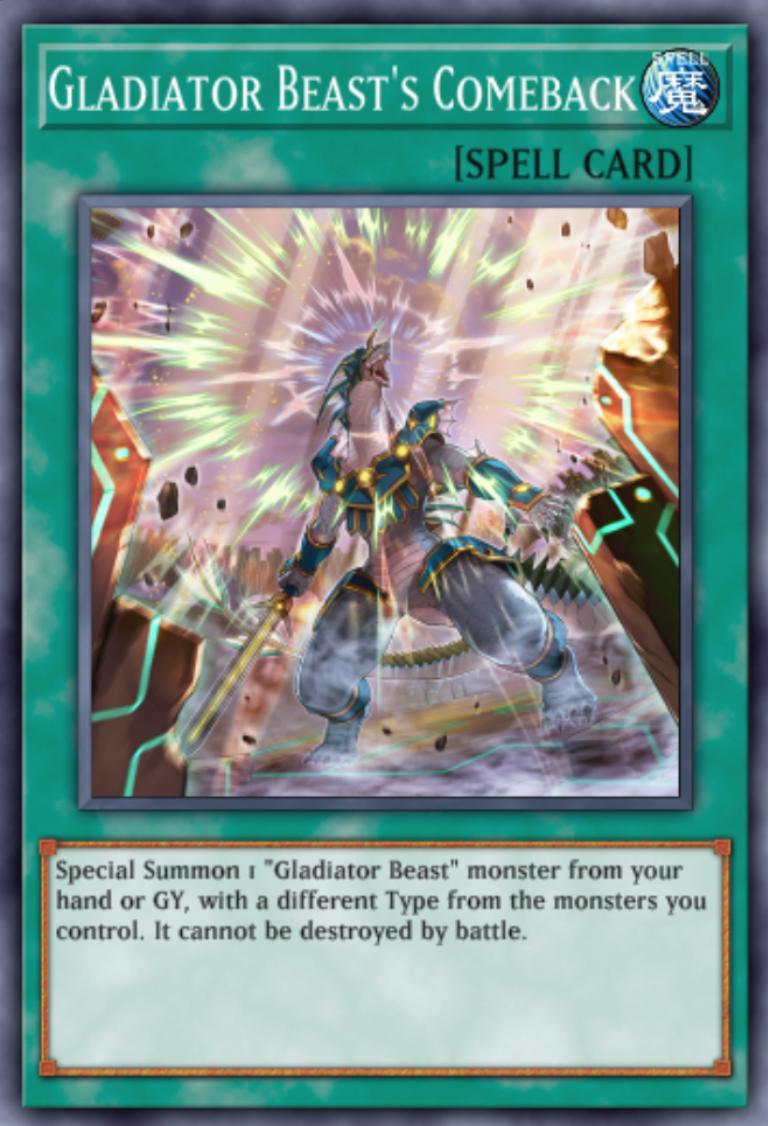 GLADIATOR BEAST'S COMEBACK
SPELL
魔
[SPELL CARD]
Special Summon 1 "Gladiator Beast" monster from your
hand or GY, with a different Type from the monsters you
control. It cannot be destroyed by battle.